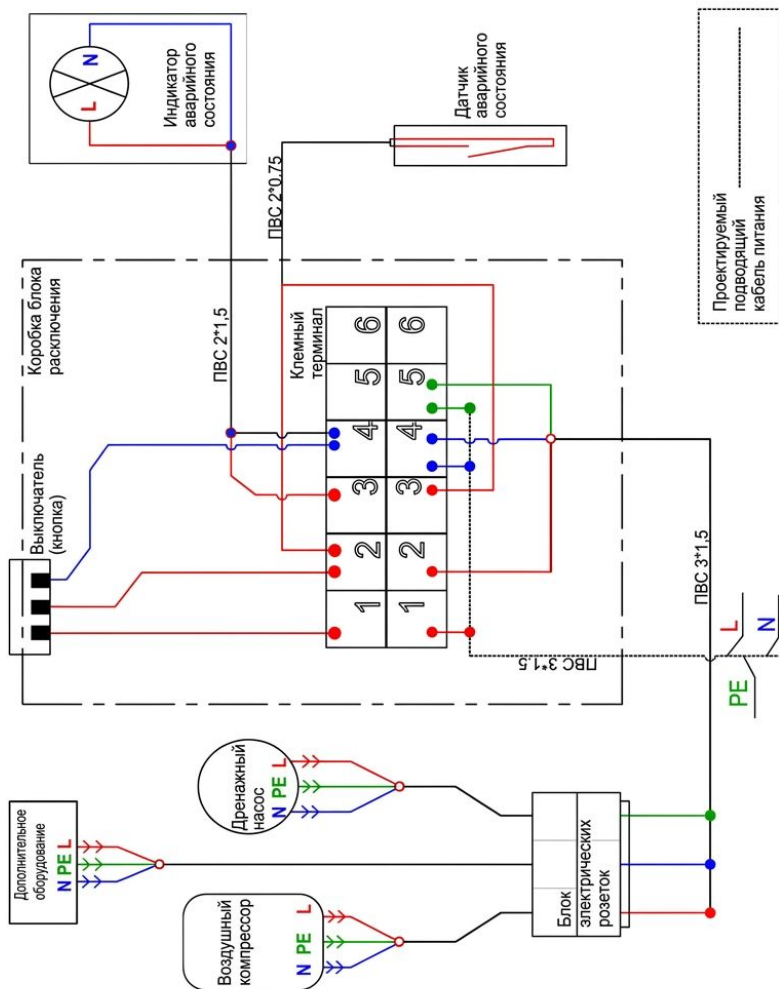 Индикатор
аварийного
состояния
L
N
Датчик
аварийного
состояния
ПВС 2*0.75
ПВС 2*1,5
Проектируемый
подводящий
кабель питания
Коробка блока
расключения
Клемный
терминал
Выключатель
(кнопка)
1 2 3 4 5 6
1 2 3 4 5 6
ПВС 3*1,5
ПВС 3*1,5
L
PE
N
Дополнительное
оборудование
N PE L
Дренажный
насос
N PE L
Воздушный
компрессор
N PE L
Блок
электрических
розеток